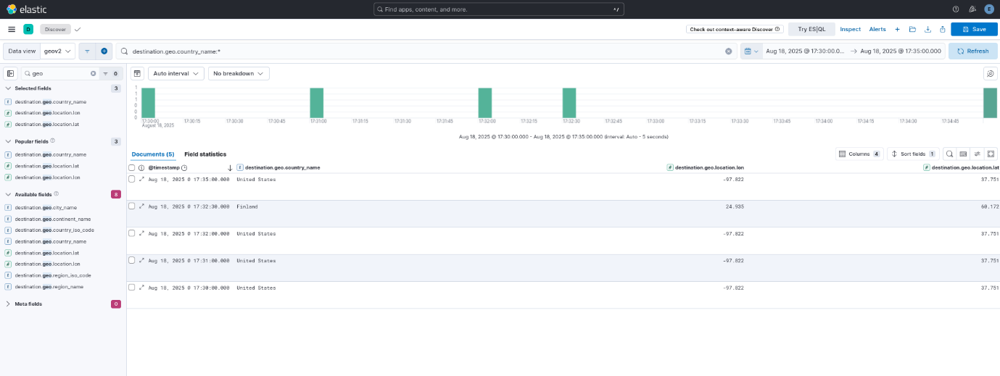 elastic
Find apps, content, and more.
*/
E
D
Discover
Check out context-aware Discover
Try ES|QL
Inspect
Alerts
Save
Data view
geov2
destination.geo.country_name:*
Aug 18, 2025 @ 17:30:00.0...
Aug 18, 2025 @ 17:35:00.000
Refresh
geo
0
Auto interval
No breakdown
Selected fields
3
destination.geo.country_name
destination.geo.location.lon
destination.geo.location.lat
Popular fields
3
destination.geo.country_name
destination.geo.location.lat
destination.geo.location.lon
Available fields
8
destination.geo.city_name
destination.geo.continent_name
destination.geo.country_iso_code
destination.geo.country_name
destination.geo.location.lat
destination.geo.location.lon
destination.geo.region_iso_code
destination.geo.region_name
Meta fields
0
1
1
1
0
0
0
17:30:00 17:30:15 17:30:30 17:30:45 17:31:00 17:31:15 17:31:30 17:31:45 17:32:00 17:32:15 17:32:30 17:32:45 17:33:00 17:33:15 17:33:30 17:33:45 17:34:00 17:34:15 17:34:30 17:34:45
August 18, 2025
Aug 18, 2025 @ 17:30:00.000 - Aug 18, 2025 @ 17:35:00.000 (interval: Auto - 5 seconds)
Documents (5) Field statistics
Columns 4 Sort fields 1
@timestamp destination.geo.country_name destination.geo.location.lon destination.geo.location.lat
Aug 18, 2025 @ 17:35:00.000 United States -97.822 37.751
Aug 18, 2025 @ 17:32:30.000 Finland 24.935 60.172
Aug 18, 2025 @ 17:32:00.000 United States -97.822 37.751
Aug 18, 2025 @ 17:31:00.000 United States -97.822 37.751
Aug 18, 2025 @ 17:30:00.000 United States -97.822 37.751